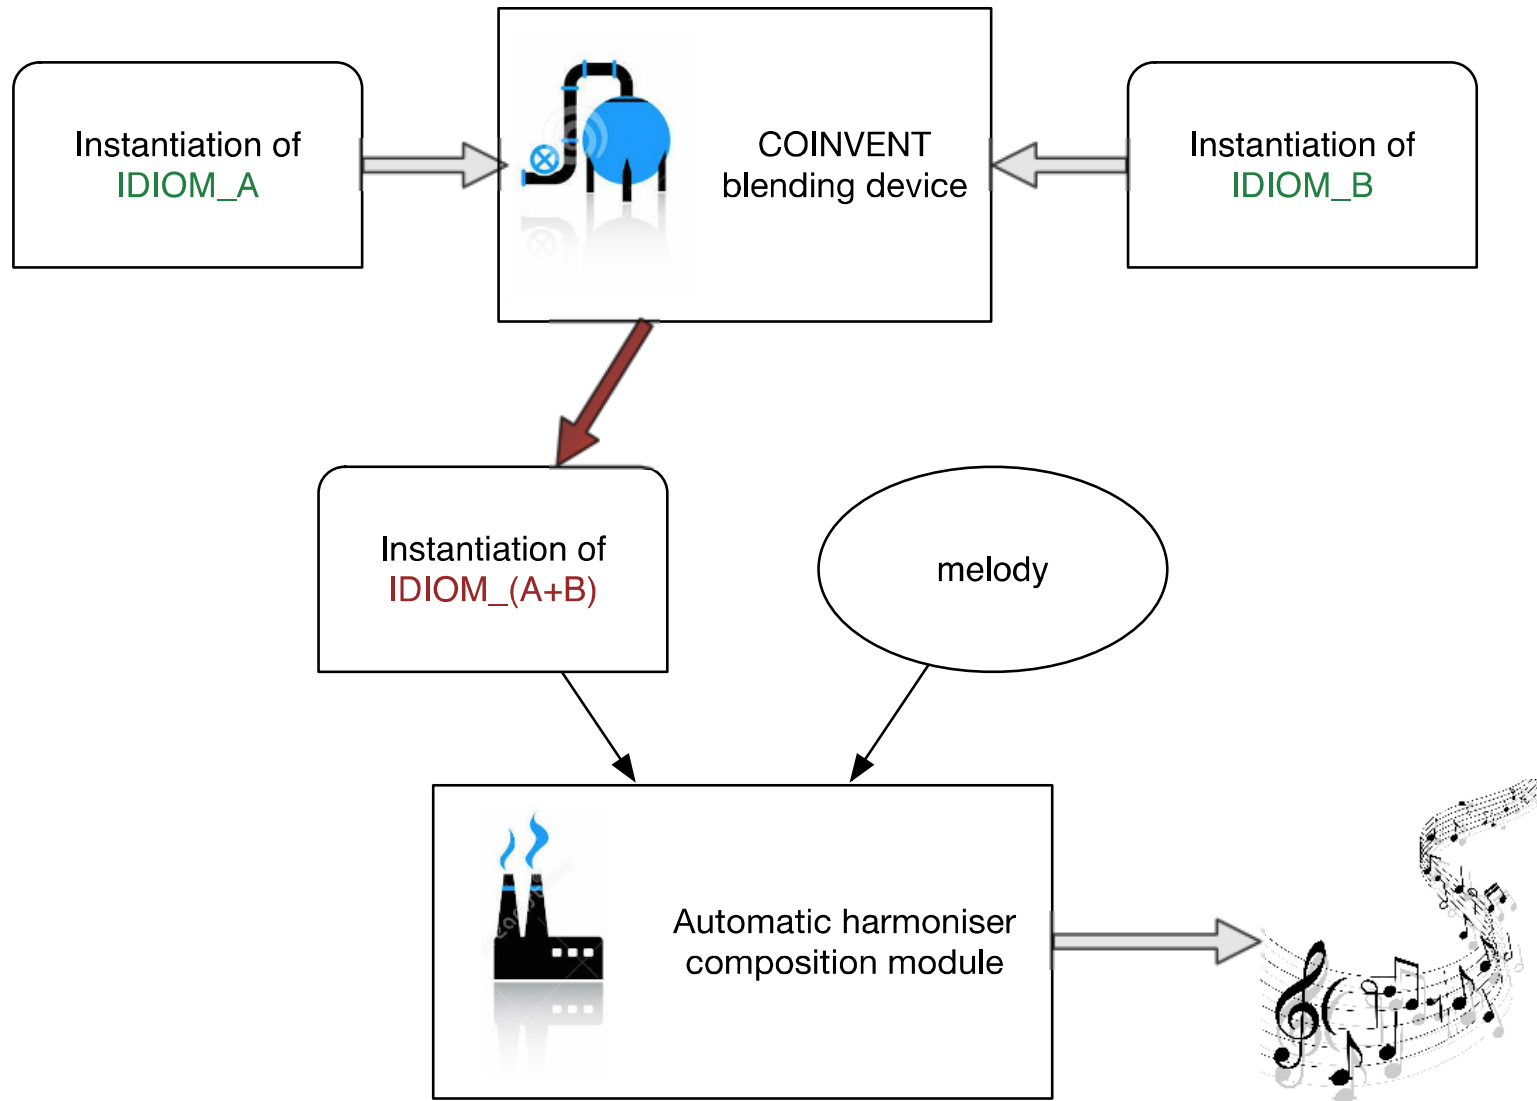 Instantiation of
IDIOM_A
COINVENT
blending device
Instantiation of
IDIOM_B
Instantiation of
IDIOM_(A+B)
melody
Automatic harmoniser
composition module